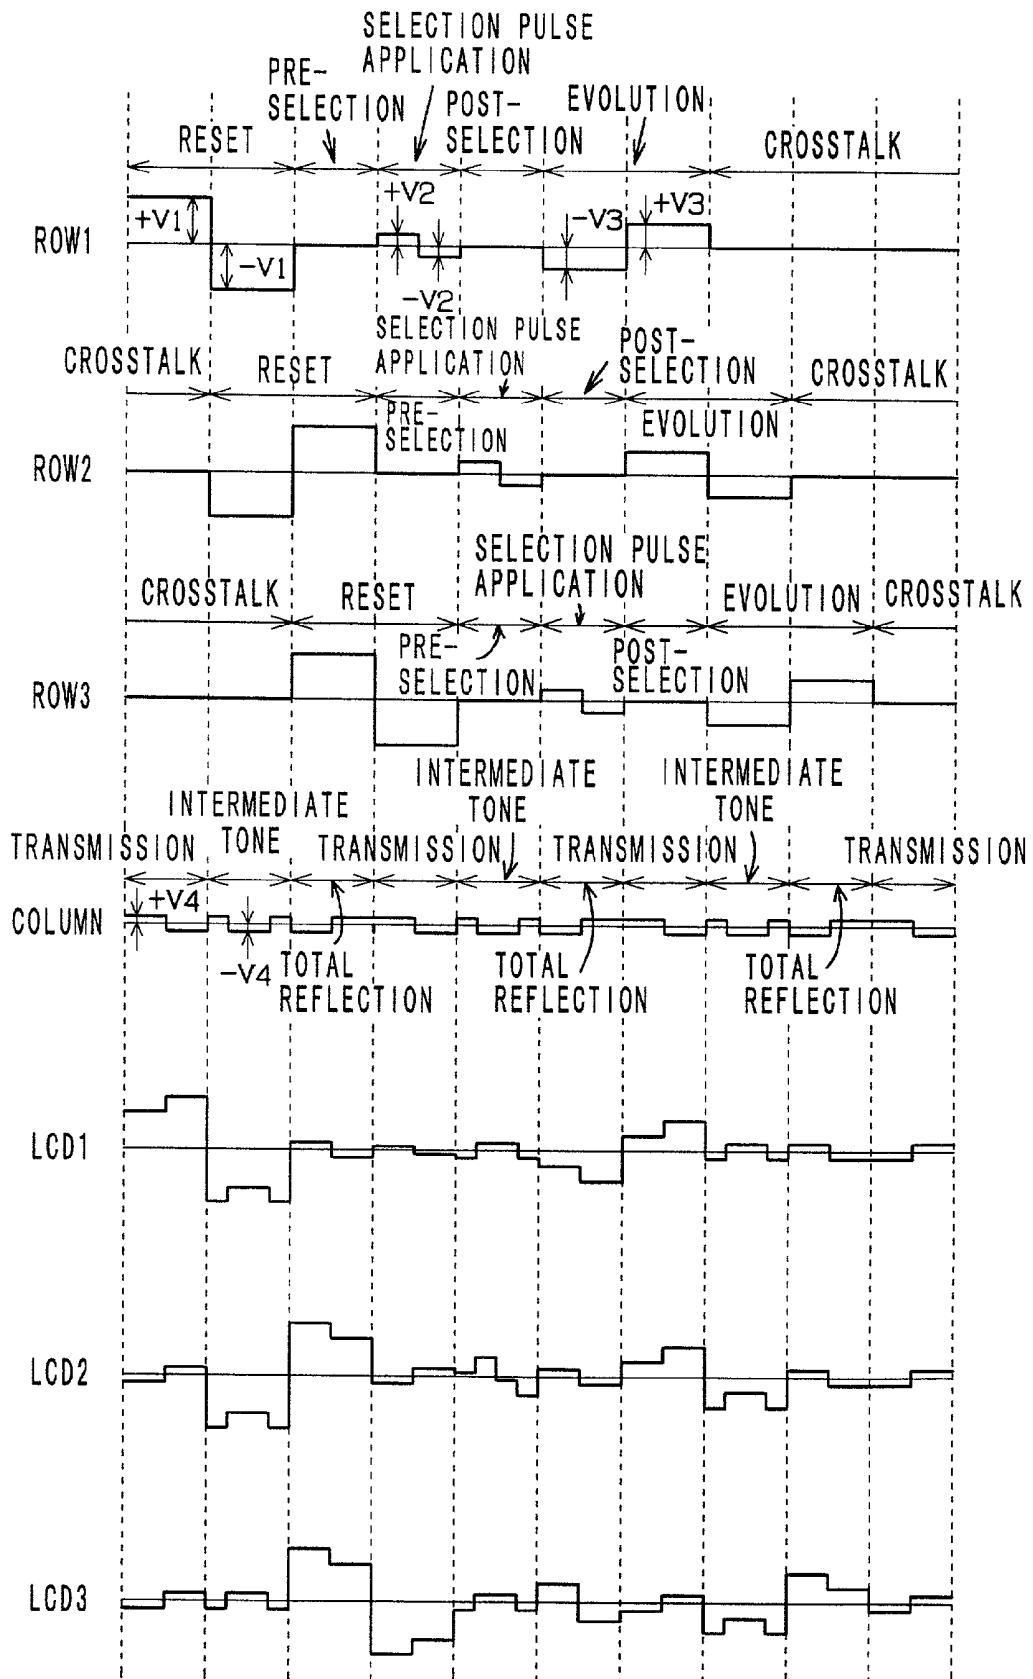 SELECTION PULSE
APPLICATION
PRE-
SELECTION
POST-
SELECTION
EVOLUTION
RESET
CROSSTALK
+V2
-V3
+V3
+V1
ROW1
-V1
-V2
SELECTION PULSE
APPLICATION
POST-
SELECTION
CROSSTALK
RESET
CROSSTALK
PRE-
SELECTION
EVOLUTION
ROW2
SELECTION PULSE
APPLICATION
CROSSTALK
RESET
EVOLUTION
CROSSTALK
PRE-
SELECTION
POST-
SELECTION
ROW3
INTERMEDIATE
TONE
INTERMEDIATE
TONE
INTERMEDIATE
TONE
TRANSMISSION
TRANSMISSION
TRANSMISSION
TRANSMISSION
+V4
COLUMN
-V4
TOTAL
REFLECTION
TOTAL
REFLECTION
TOTAL
REFLECTION
LCD1
LCD2
LCD3